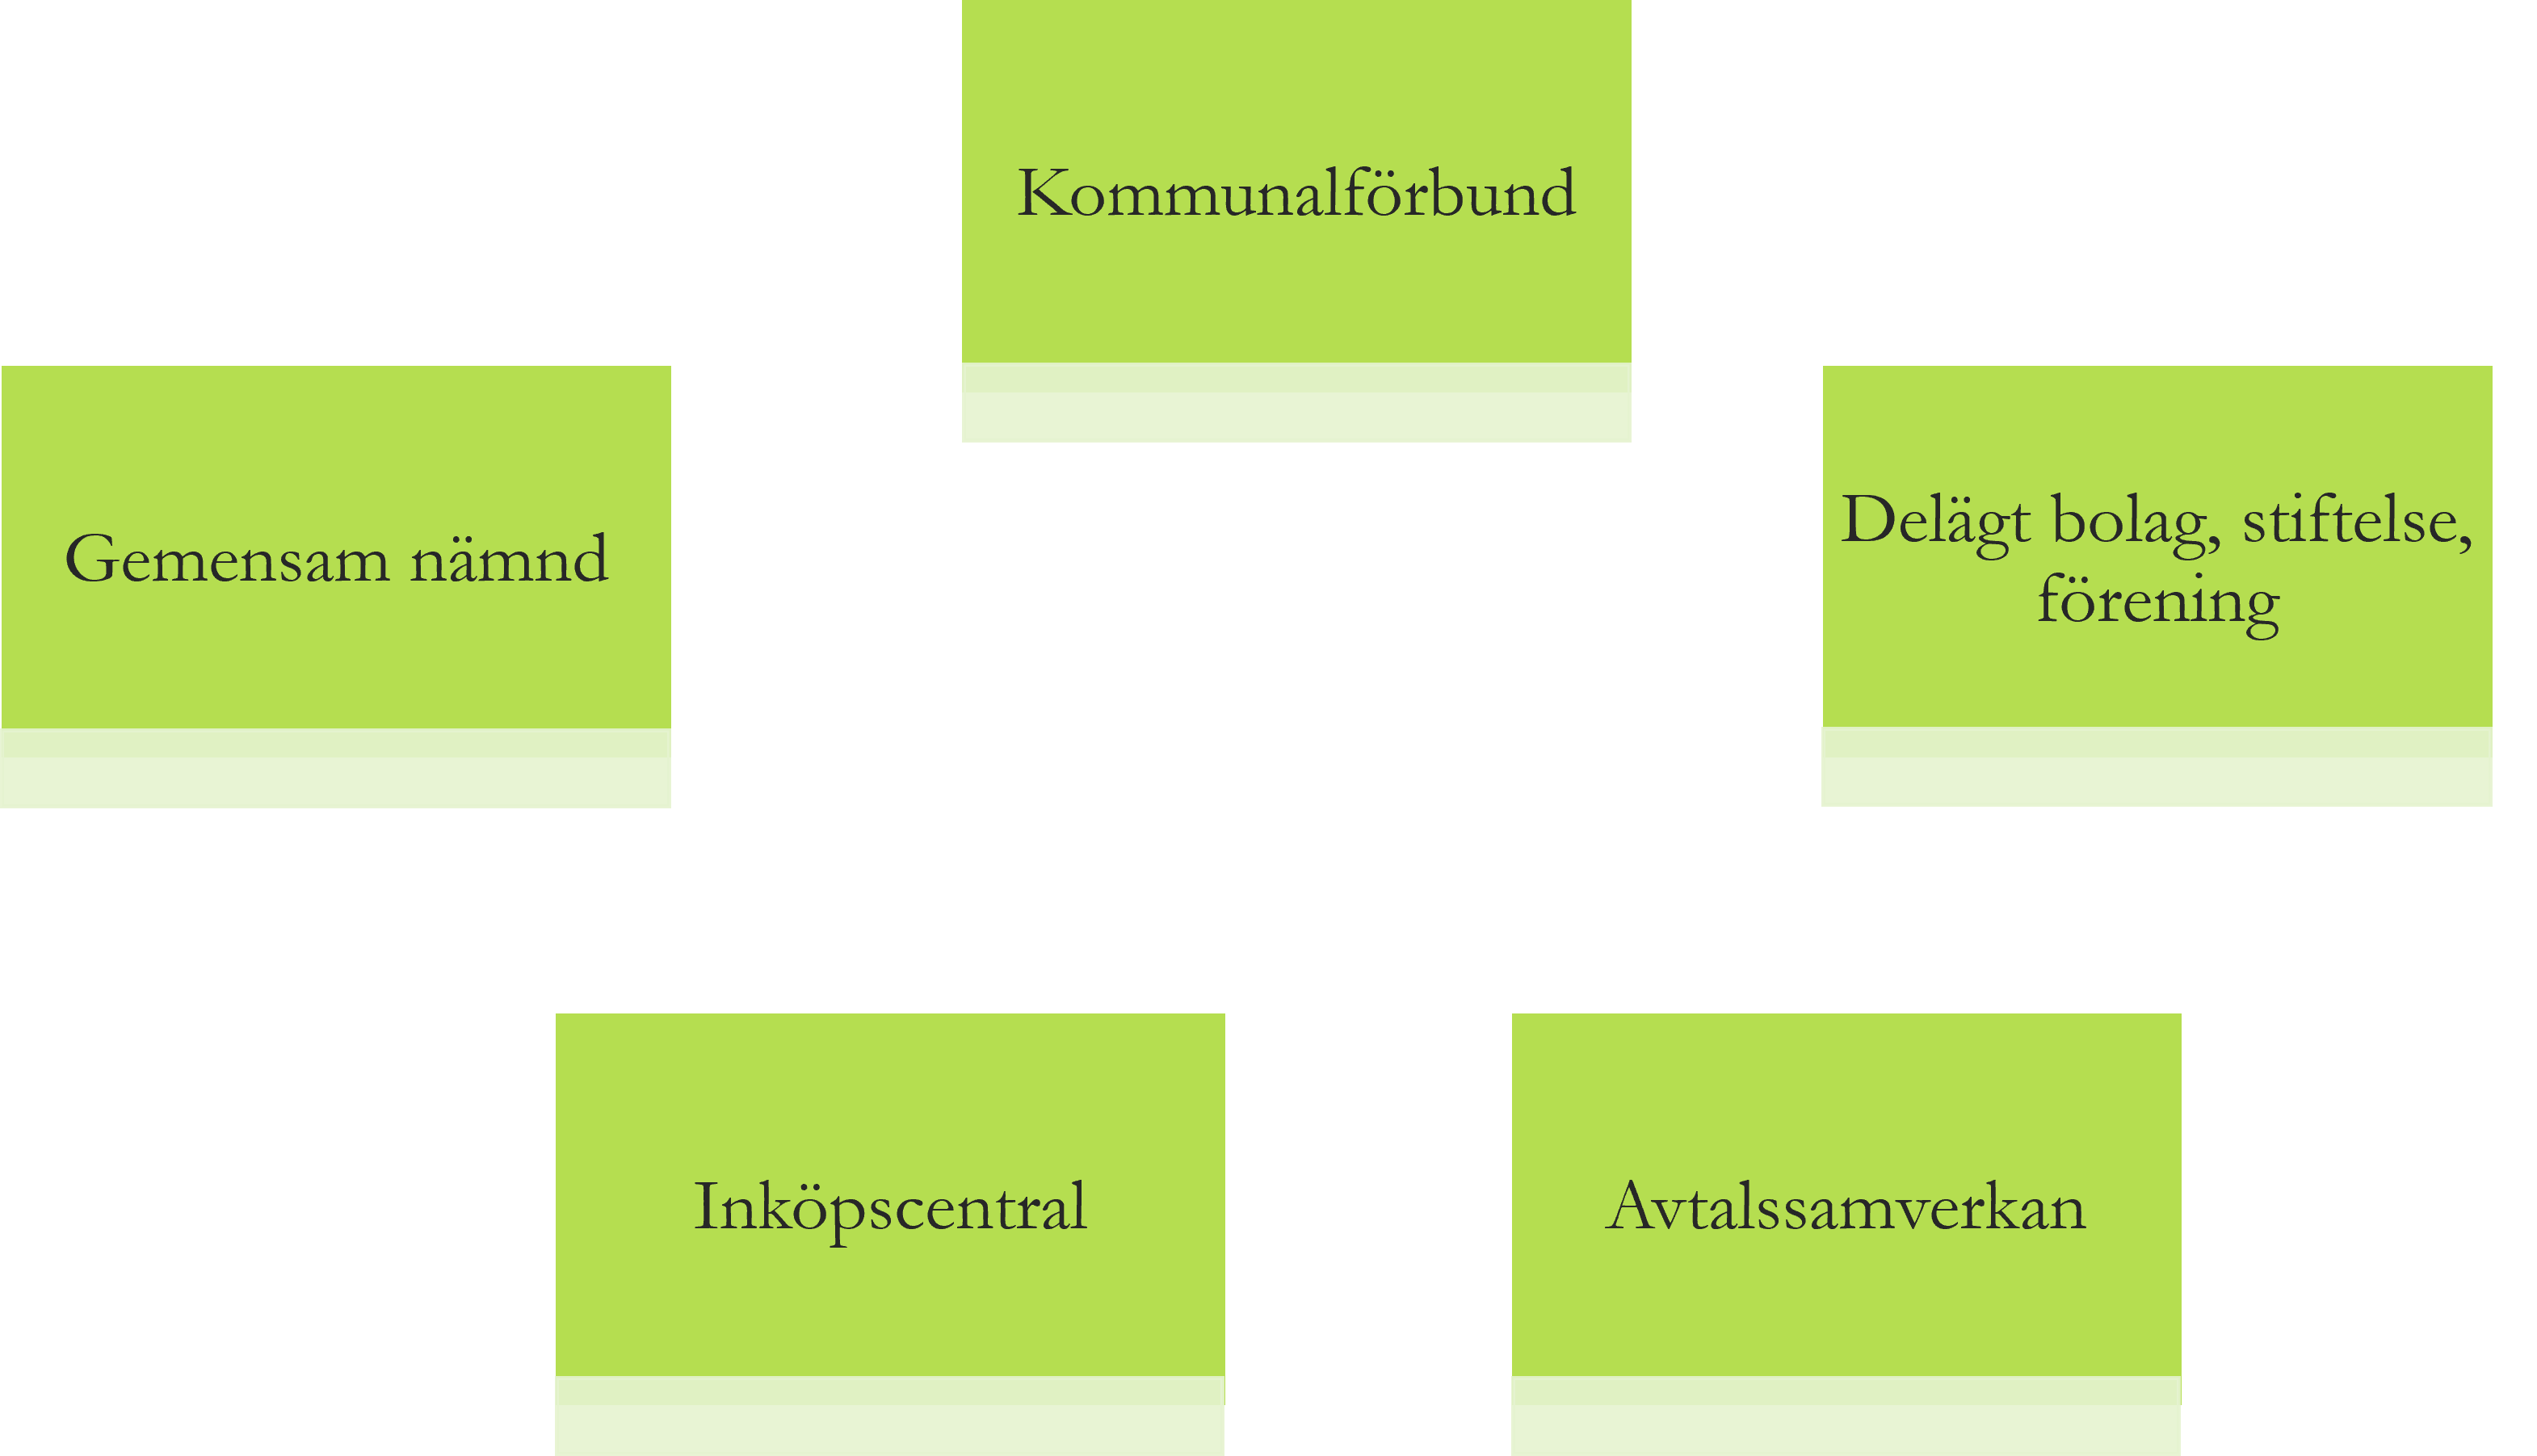 Kommunalförbund
Gemensam nämnd
Delägt bolag, stiftelse,
förening
Inköpscentral
Avtalssamverkan